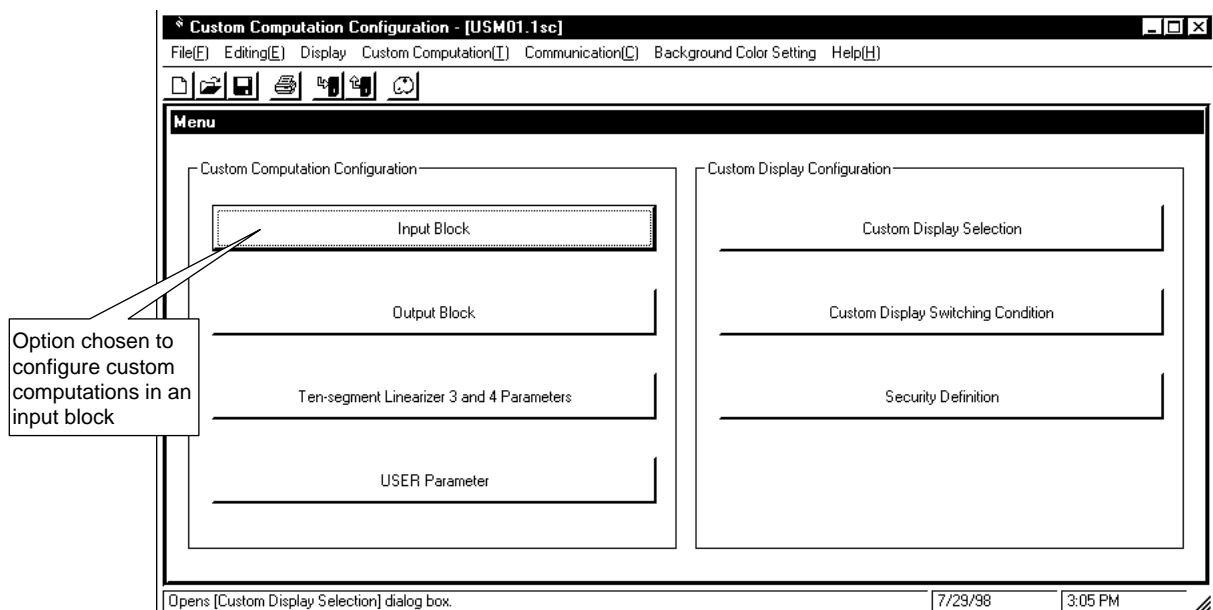 Custom Computation Configuration - [USM01.1sc]
File(F) Editing(E) Display Custom Computation(T) Communication(C) Background Color Setting Help(H)
Menu
Custom Computation Configuration
Input Block
Output Block
Ten-segment Linearizer 3 and 4 Parameters
USER Parameter
Custom Display Configuration
Custom Display Selection
Custom Display Switching Condition
Security Definition
Option chosen to
configure custom
computations in an
input block
Opens [Custom Display Selection] dialog box.
7/29/98
3:05 PM